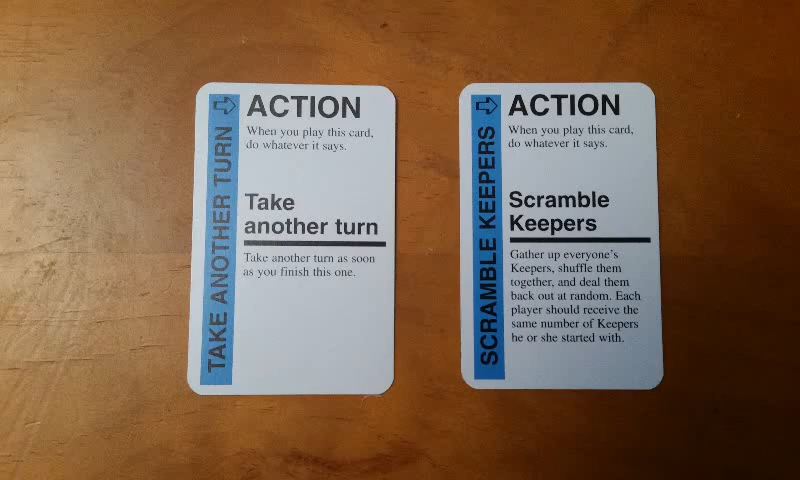 TAKE ANOTHER TURN
ACTION
When you play this card,
do whatever it says.
Take
another turn
Take another turn as soon
as you finish this one.
SCRAMBLE KEEPERS
ACTION
When you play this card,
do whatever it says.
Scramble
Keepers
Gather up everyone's
Keepers, shuffle them
together, and deal them
back out at random. Each
player should receive the
same number of Keepers
he or she started with.